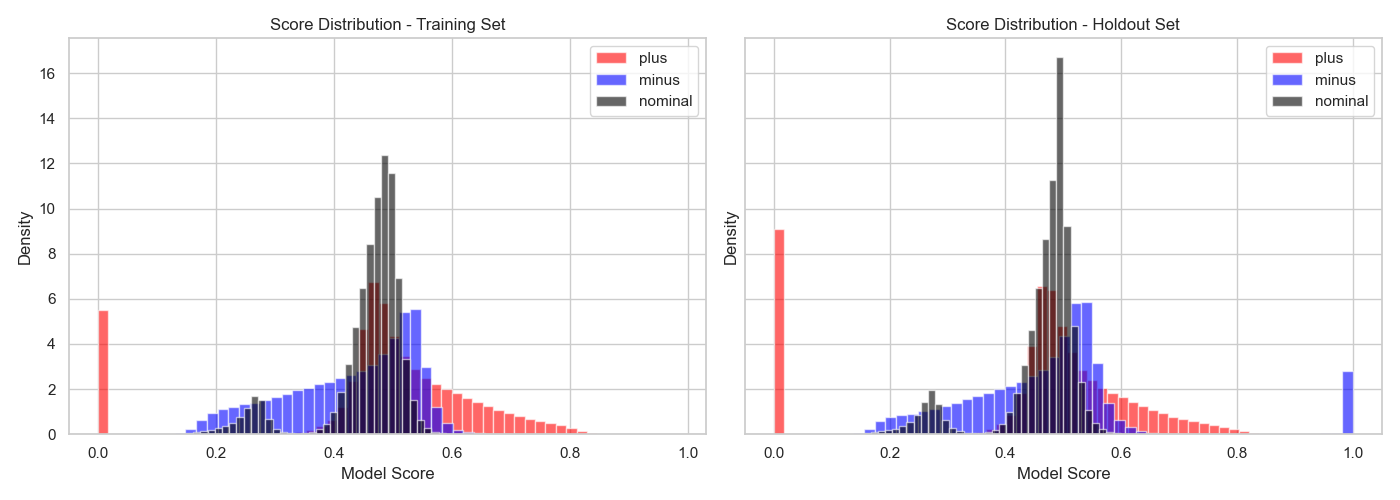 Score Distribution - Training Set
Density
16
14
12
10
8
6
4
2
0
0.0 0.2 0.4 0.6 0.8 1.0
Model Score
plus
minus
nominal
Score Distribution - Holdout Set
Density
0.0 0.2 0.4 0.6 0.8 1.0
Model Score
plus
minus
nominal